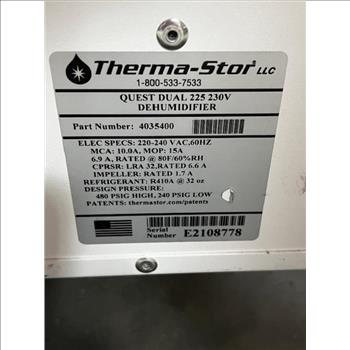 Therma-Stor LLC
1-800-533-7533
QUEST DUAL 225 230V
DEHUMIDIFIER
Part Number: 4035400
ELEC SPECS: 220-240 VAC,60HZ
MCA: 10.0A, MOP: 15A
6.9 A, RATED @ 80F/60%RH
CPRSR: LRA 32,RATED 6.6 A
IMPELLER: RATED 1.7 A
REFRIGERANT: R410A @ 32 oz
DESIGN PRESSURE:
480 PSIG HIGH, 240 PSIG LOW
PATENTS: thermastor.com/patents
Serial
Number E2108778